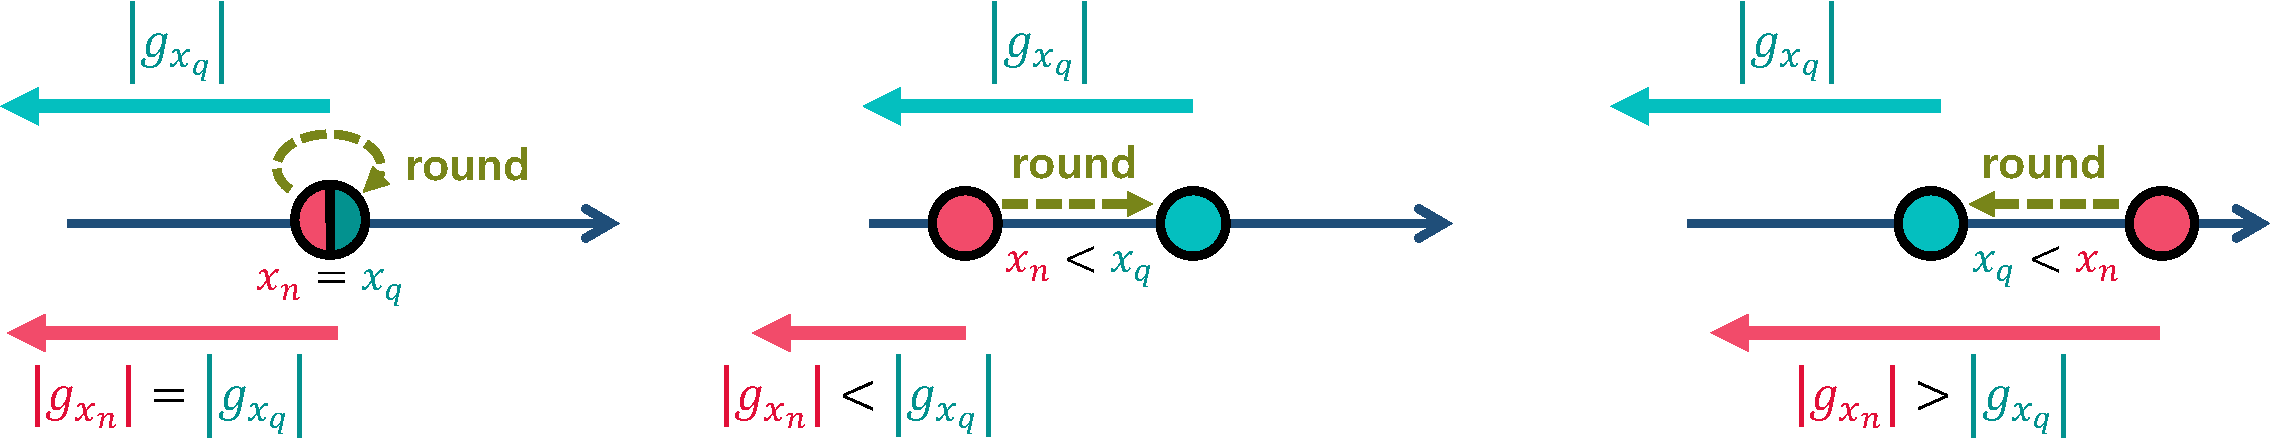 |g_{x_q}|
round
x_n = x_q
|g_{x_n}| = |g_{x_q}|
|g_{x_q}|
round
x_n < x_q
|g_{x_n}| < |g_{x_q}|
|g_{x_q}|
round
x_q < x_n
|g_{x_n}| > |g_{x_q}|